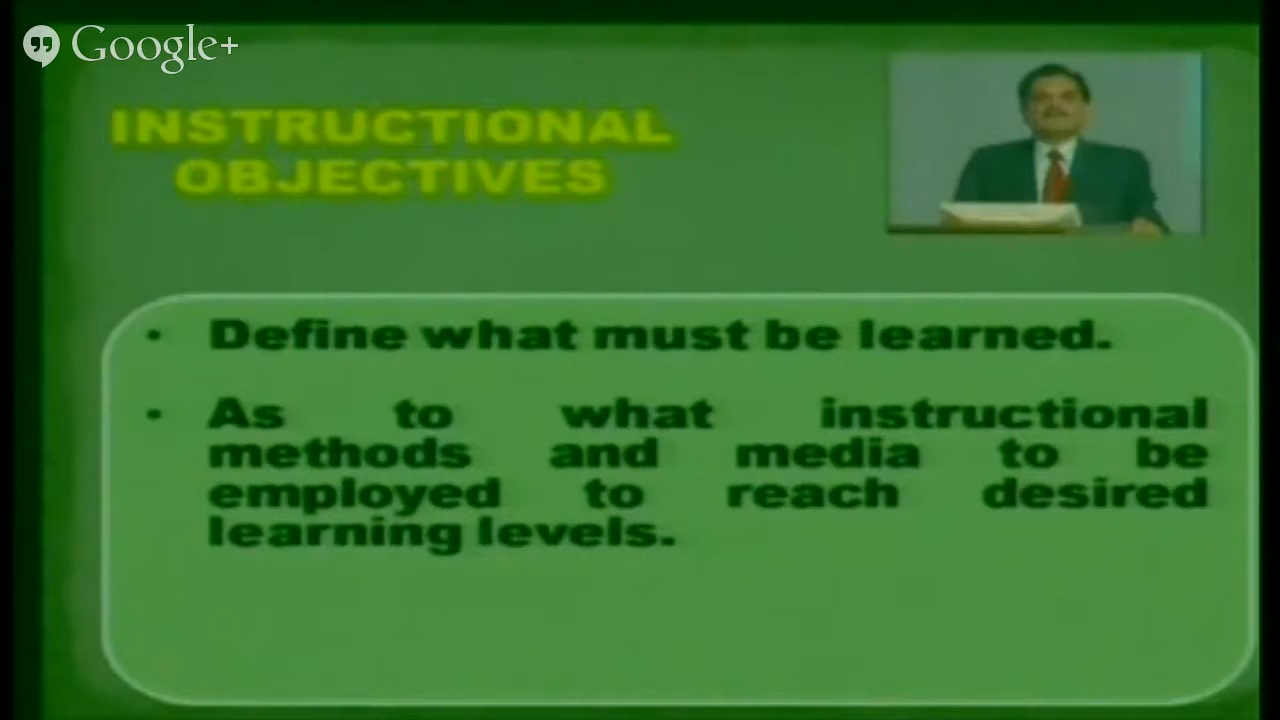 Google+
INSTRUCTIONAL
OBJECTIVES
• Define what must be learned.
• As to what instructional
methods and media to be
employed to reach desired
learning levels.